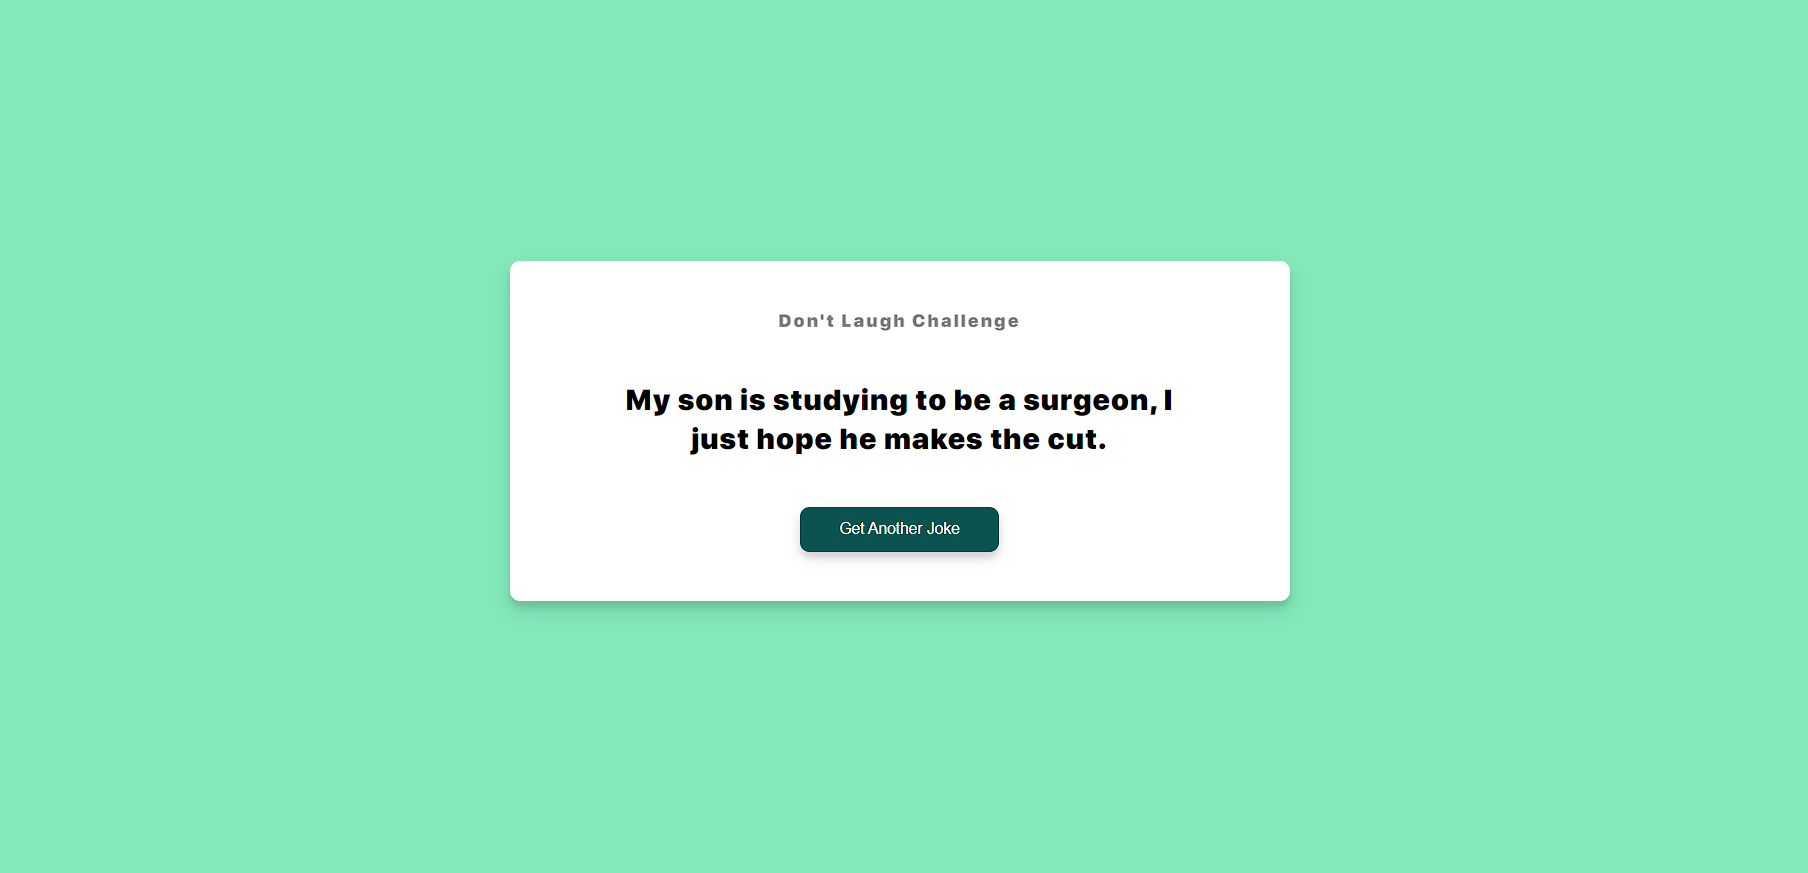 Don't Laugh Challenge
My son is studying to be a surgeon, I
just hope he makes the cut.
Get Another Joke